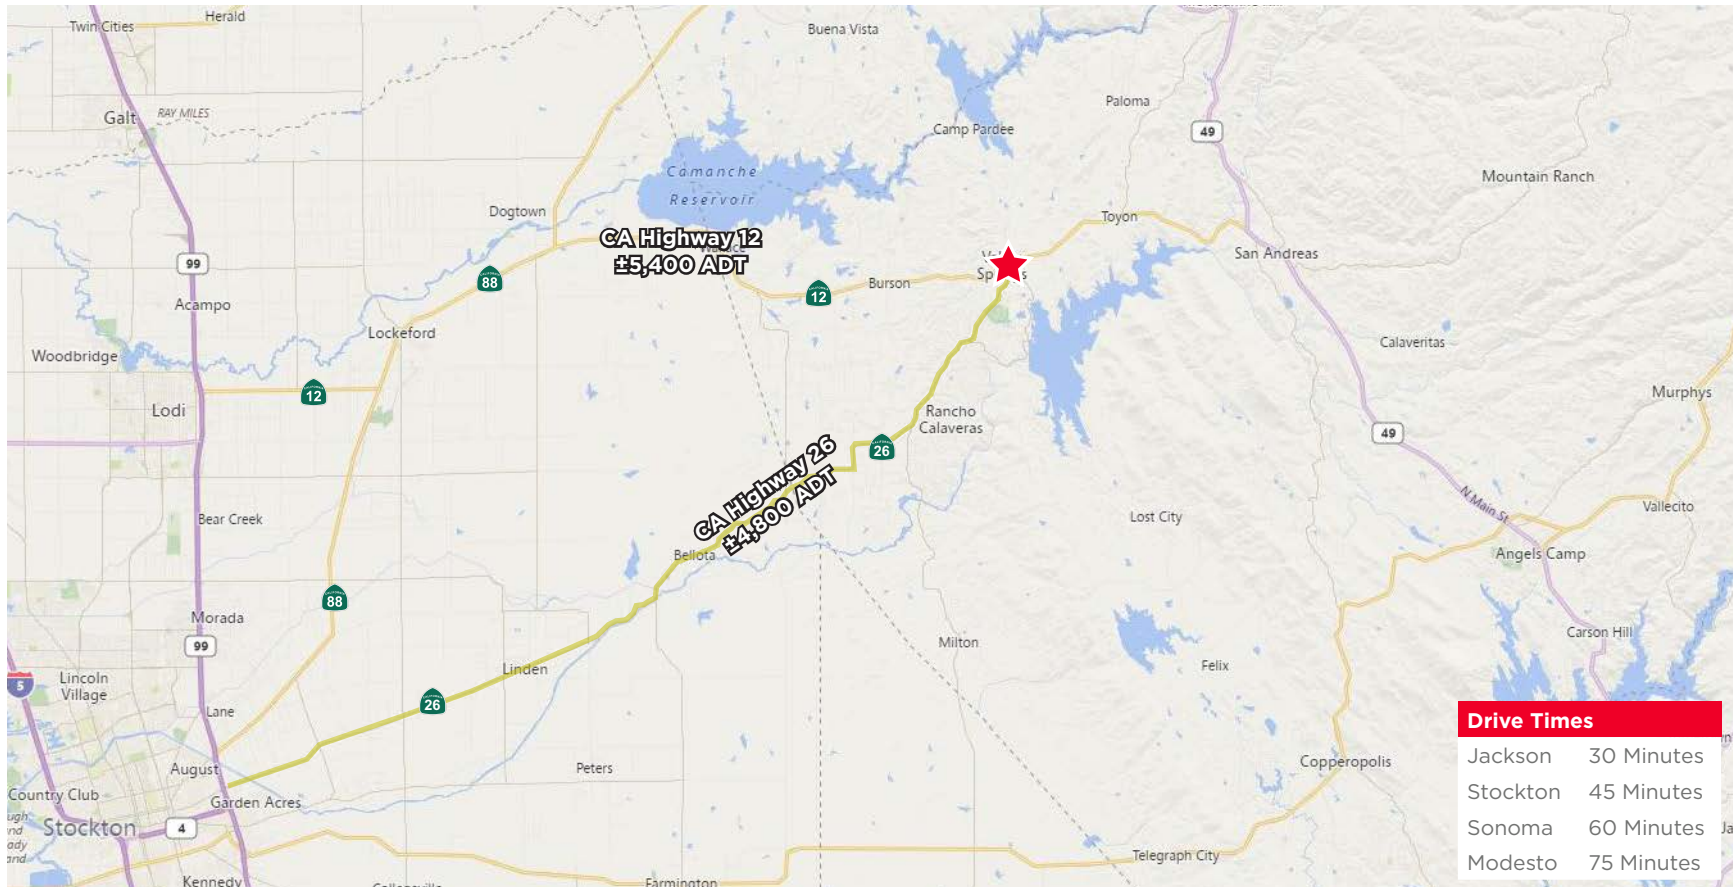 Twin Cities
Herald
Buena Vista
Galt
RAY MILES
Paloma
Camp Pardee
49
Camanche
Reservoir
Mountain Ranch
Dogtown
Toyon
CA Highway 12
±5,400 ADT
San Andreas
99
88
Burson
12
Acampo
Lockeford
Woodbridge
Calaveritas
12
Lodi
Murphys
Rancho
Calaveras
49
26
CA Highway 26
±4,800 ADT
N Main St
Bear Creek
Lost City
Vallecito
Bellota
Angels Camp
88
Morada
99
Carson Hill
Milton
Linden
Felix
5
Lincoln
Village
26
Lane
Drive Times
Jackson 30 Minutes
Stockton 45 Minutes
Sonoma 60 Minutes
Modesto 75 Minutes
August
Peters
Copperopolis
Country Club
Garden Acres
Stockton
4
Telegraph City
Kennedy
Farmington